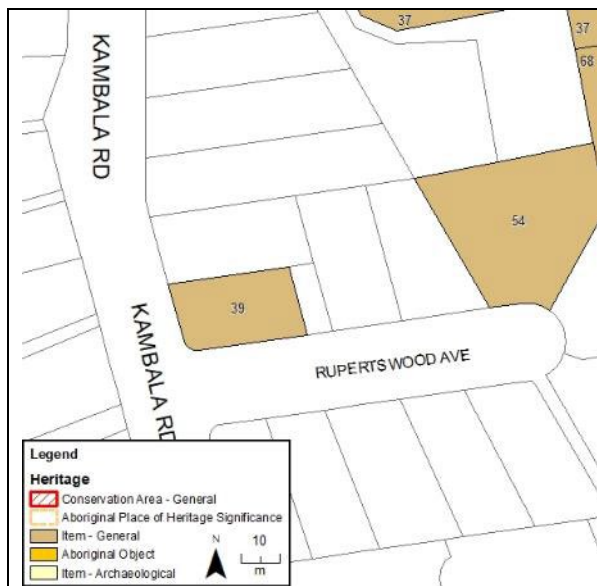 37
37
68
KAMBALA RD
54
39
KAMBALA RD
RUPERTSWOOD AVE
Legend
Heritage
Conservation Area - General
Aboriginal Place of Heritage Significance
Item - General
Aboriginal Object
Item - Archaeological
N
10
m